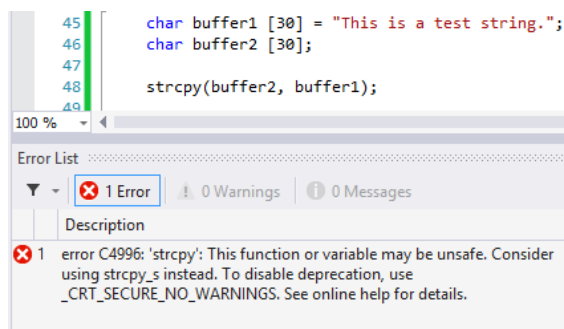 45 char buffer1 [30] = "This is a test string.";
46 char buffer2 [30];
47
48 strcpy(buffer2, buffer1);
49
100 %
Error List
1 Error 0 Warnings 0 Messages
Description
1 error C4996: 'strcpy': This function or variable may be unsafe. Consider
using strcpy_s instead. To disable deprecation, use
_CRT_SECURE_NO_WARNINGS. See online help for details.